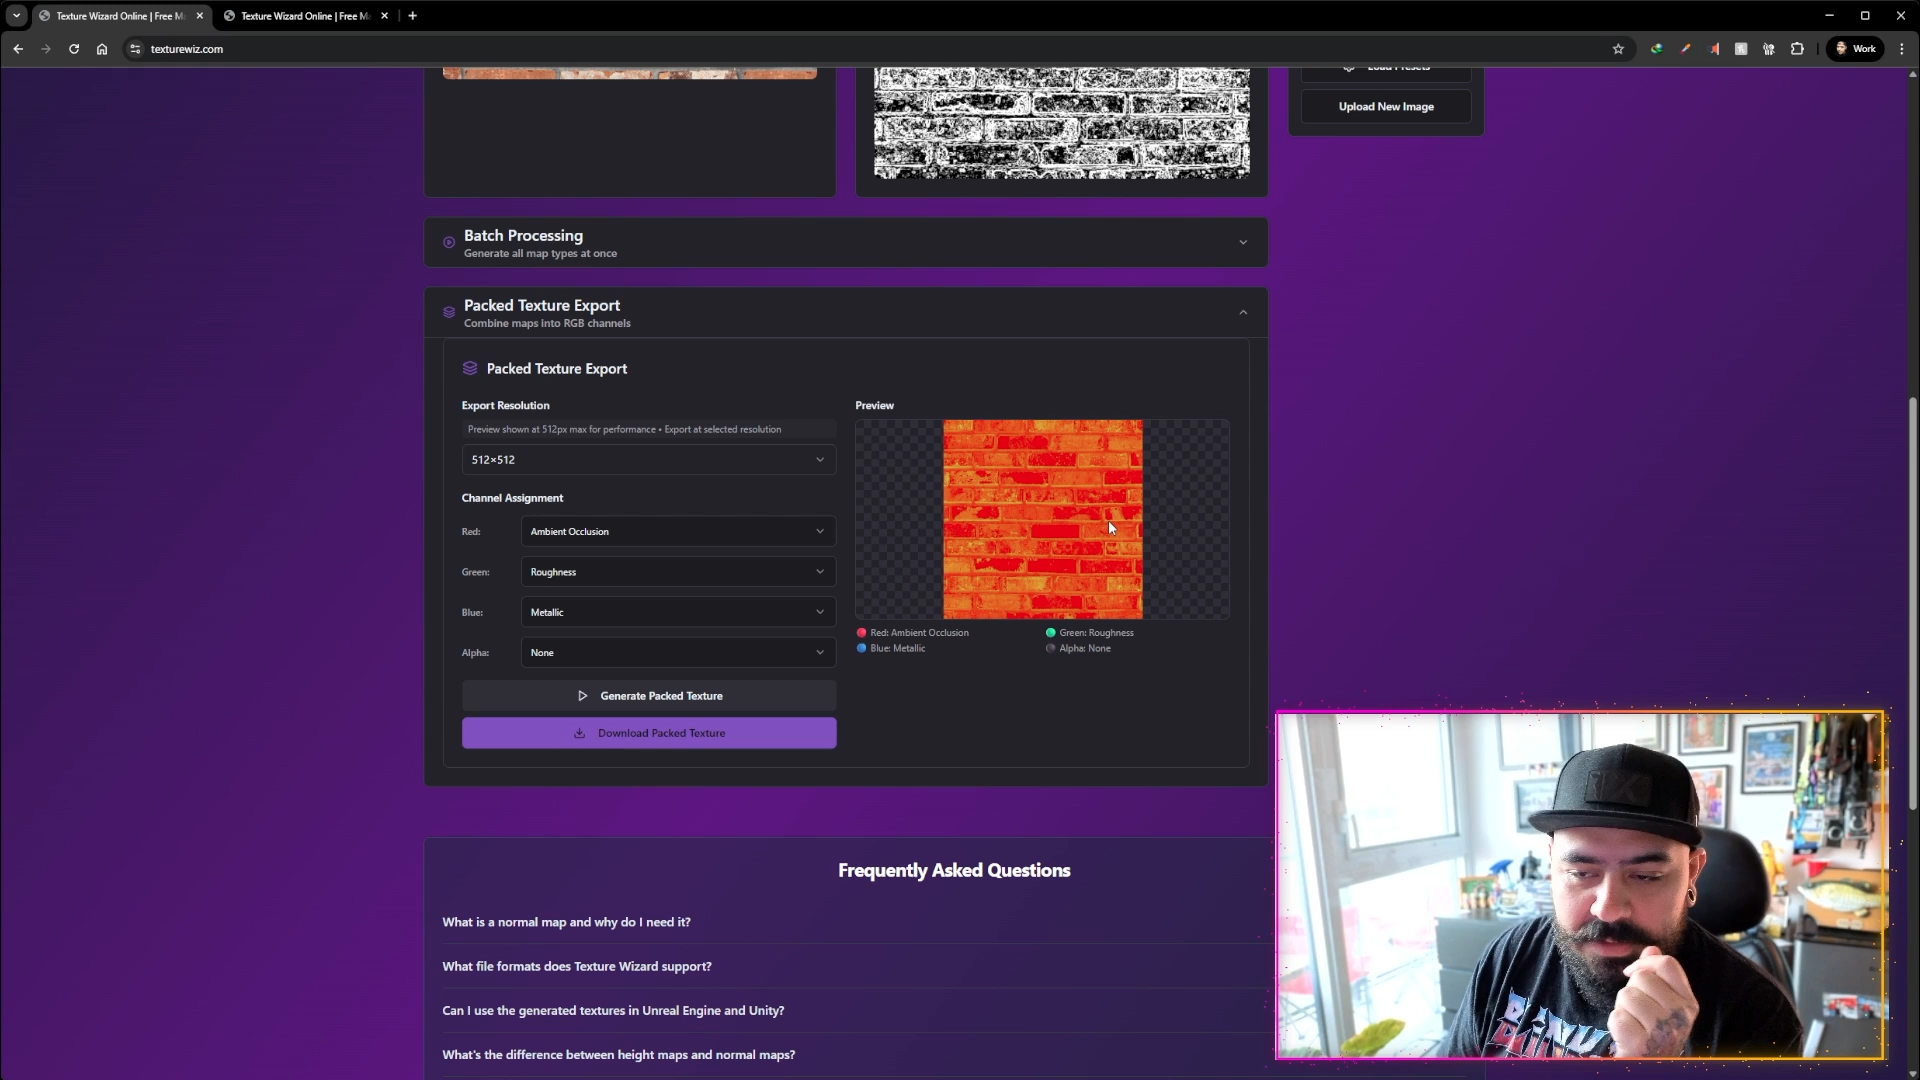 Texture Wizard Online | Free Ma
Texture Wizard Online | Free Ma
texturewiz.com
Work
Load Presets
Upload New Image
Batch Processing
Generate all map types at once
Packed Texture Export
Combine maps into RGB channels
Packed Texture Export
Export Resolution
Preview shown at 512px max for performance • Export at selected resolution
512×512
Channel Assignment
Red:
Ambient Occlusion
Green:
Roughness
Blue:
Metallic
Alpha:
None
Generate Packed Texture
Download Packed Texture
Preview
Red: Ambient Occlusion
Green: Roughness
Blue: Metallic
Alpha: None
Frequently Asked Questions
What is a normal map and why do I need it?
What file formats does Texture Wizard support?
Can I use the generated textures in Unreal Engine and Unity?
What's the difference between height maps and normal maps?